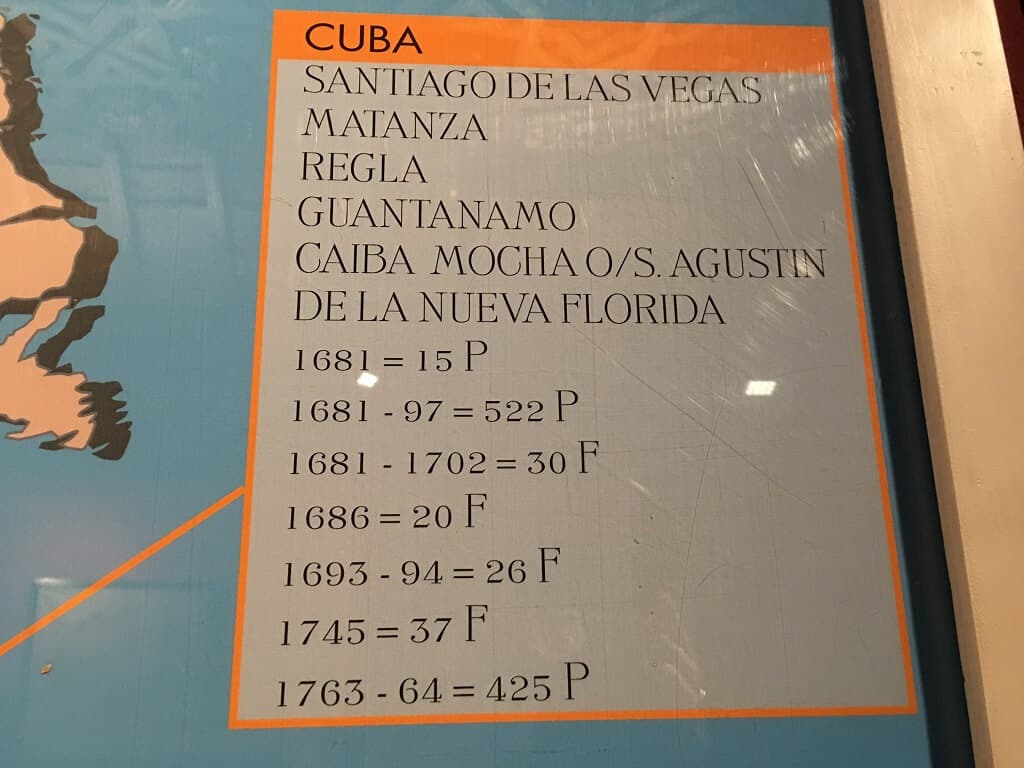 CUBA
SANTIAGO DE LAS VEGAS
MATANZA
REGLA
GUANTANAMO
CAIBA MOCHA O/S. AGUSTIN
DE LA NUEVA FLORIDA
1681 = 15 P
1681 - 97 = 522 P
1681 - 1702 = 30 F
1686 = 20 F
1693 - 94 = 26 F
1745 = 37 F
1763 - 64 = 425 P